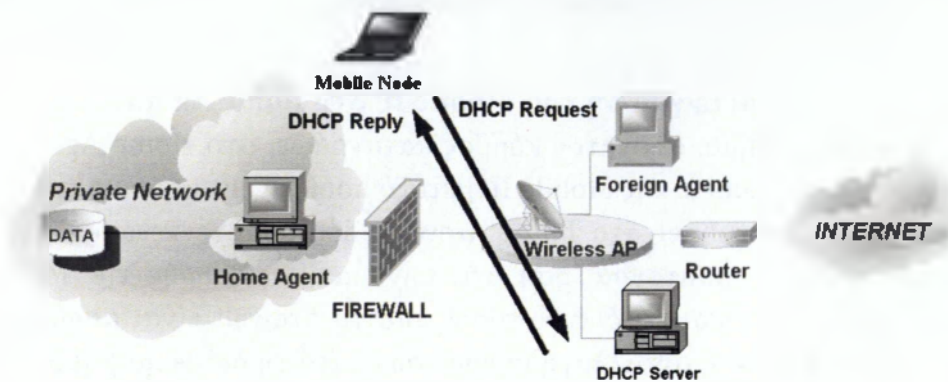 Mobile Node
DHCP Reply
DHCP Request
Private Network
Foreign Agent
DATA
Wireless AP
INTERNET
Home Agent
Router
FIREWALL
DHCP Server